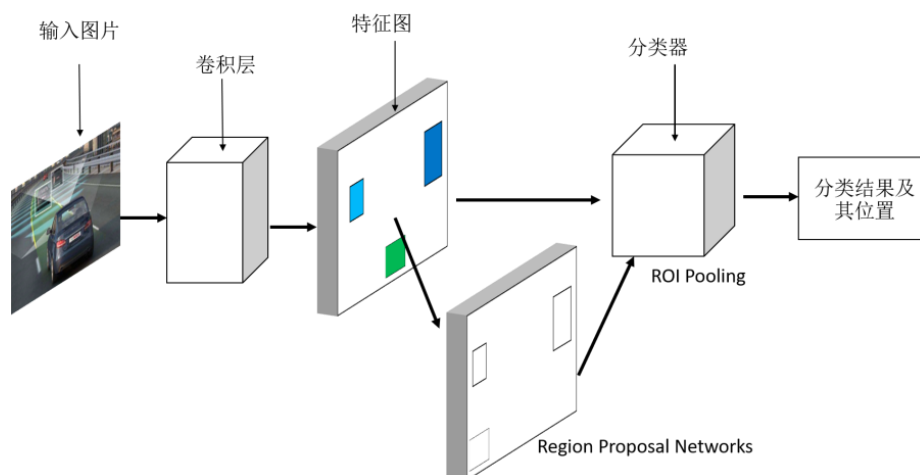 输入图片
卷积层
特征图
分类器
分类结果及
其位置
ROI Pooling
Region Proposal Networks